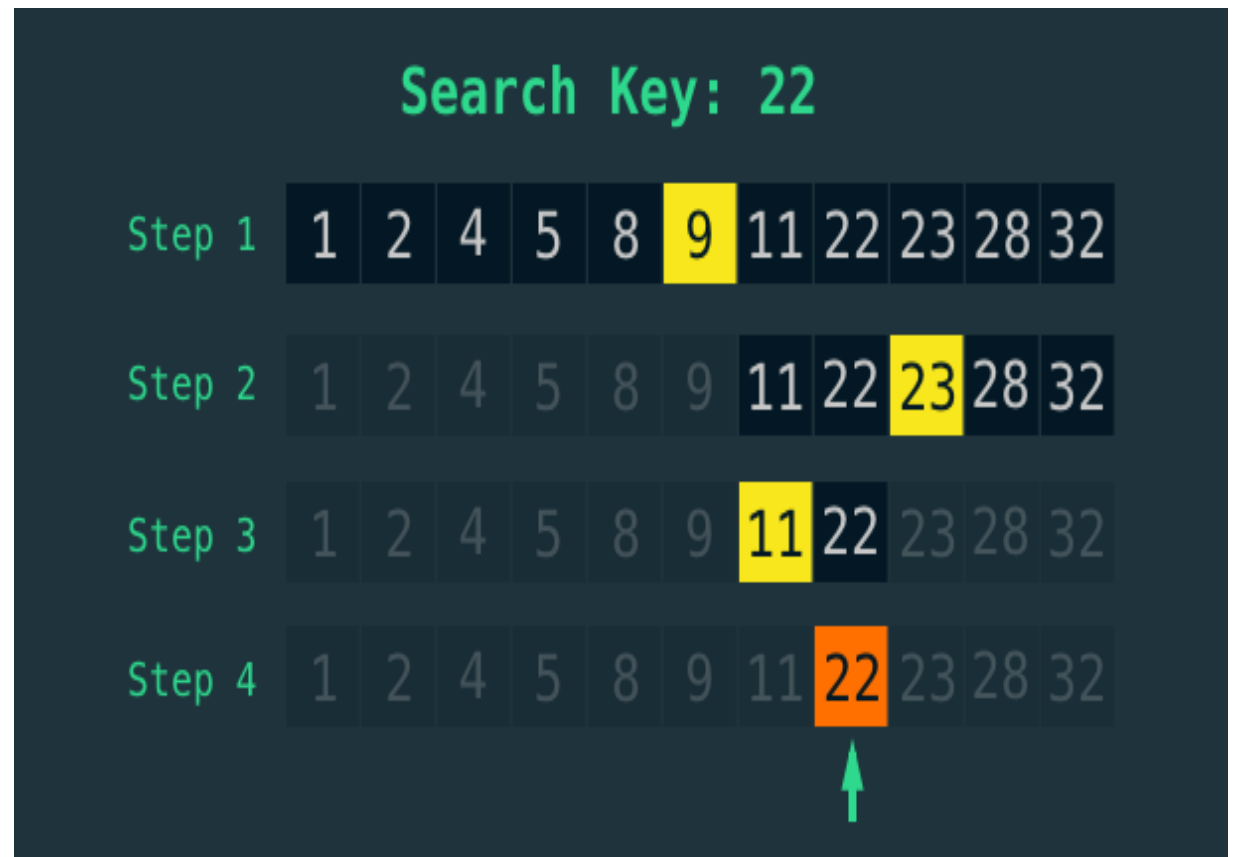 Search Key: 22
Step 1 1 2 4 5 8 9 11 22 23 28 32
Step 2 1 2 4 5 8 9 11 22 23 28 32
Step 3 1 2 4 5 8 9 11 22 23 28 32
Step 4 1 2 4 5 8 9 11 22 23 28 32